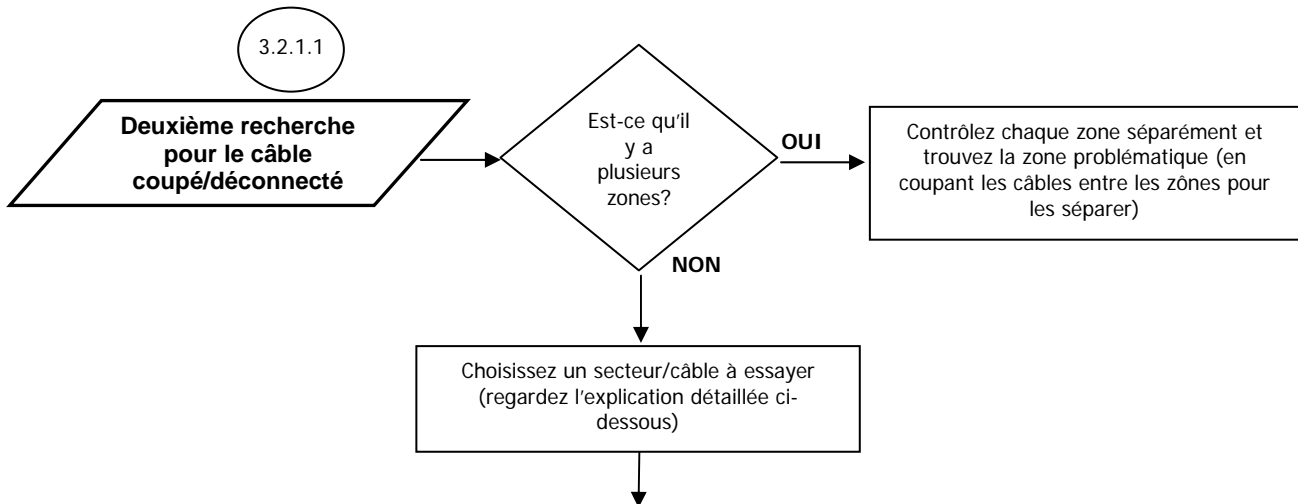 3.2.1.1
Deuxième recherche
pour le câble
coupé/déconnecté
Est-ce qu'il
y a
plusieurs
zones?
OUI
Contrôlez chaque zone séparément et
trouvez la zone problématique (en
coupant les câbles entre les zônes pour
les séparer)
NON
Choisissez un secteur/câble à essayer
(regardez l'explication détaillée ci-
dessous)